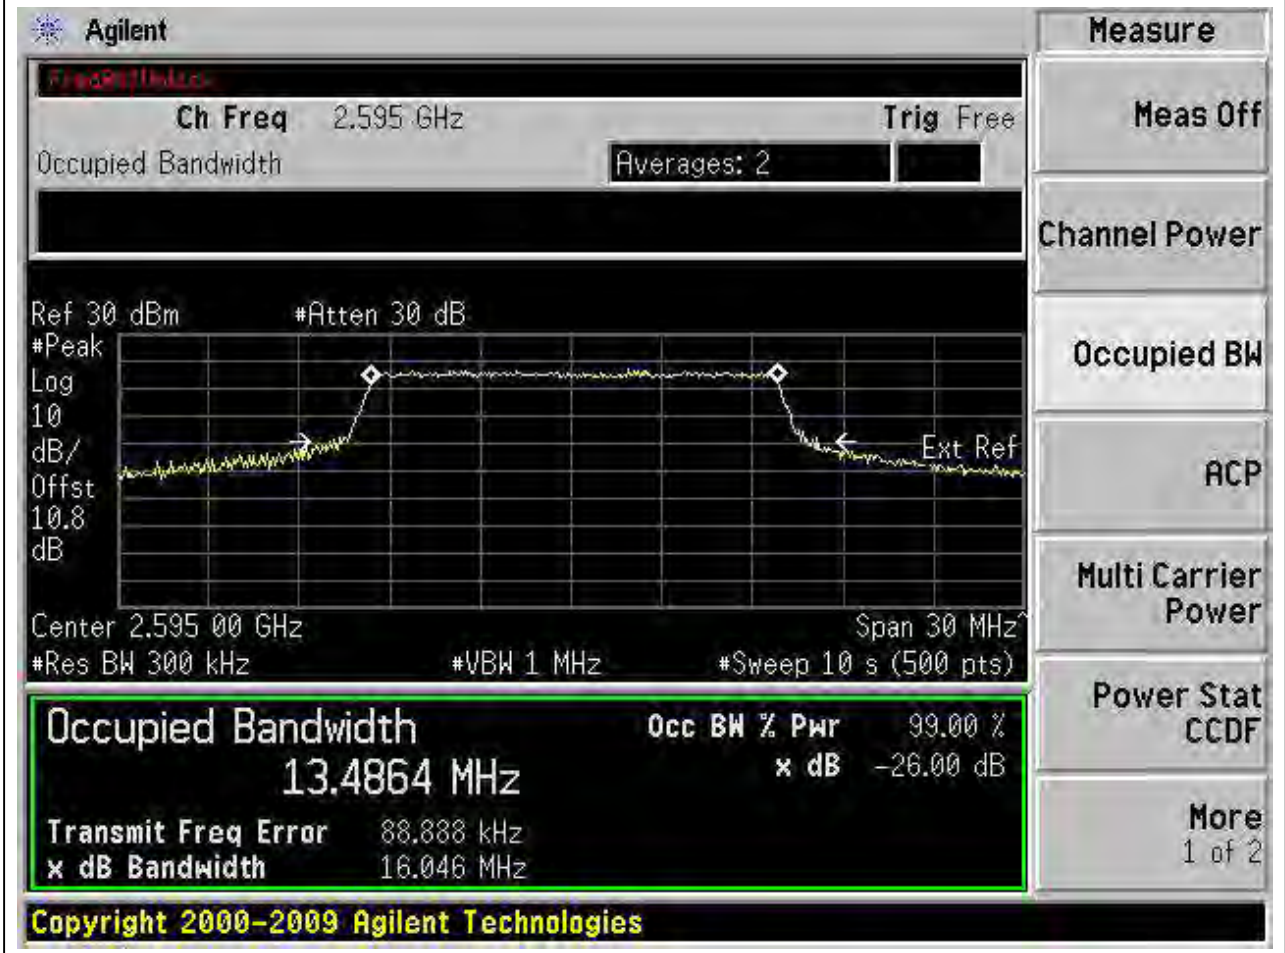 Agilent
Measure
Ch Freq 2.595 GHz Trig Free
Meas Off
Occupied Bandwidth Averages: 2
Channel Power
Ref 30 dBm #Atten 30 dB
#Peak
Log
10
dB/
Offst
10.8
dB
Ext Ref
Occupied BW
ACP
Center 2.595 00 GHz Span 30 MHz^
#Res BW 300 kHz #VBW 1 MHz #Sweep 10 s (500 pts)
Multi Carrier
Power
Occupied Bandwidth Occ BW % Pwr 99.00 %
13.4864 MHz x dB -26.00 dB
Transmit Freq Error 88.888 kHz
x dB Bandwidth 16.046 MHz
Power Stat
CCDF
More
1 of 2
Copyright 2000-2009 Agilent Technologies